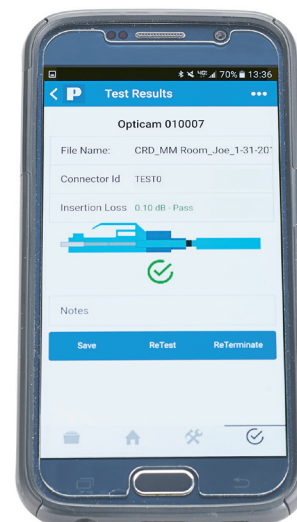 70% 13:36
P Test Results
Opticam 010007
File Name: CRD_MM Room_Joe_1-31-201
Connector Id TEST0
Insertion Loss 0.10 dB - Pass
Notes
Save ReTest ReTerminate